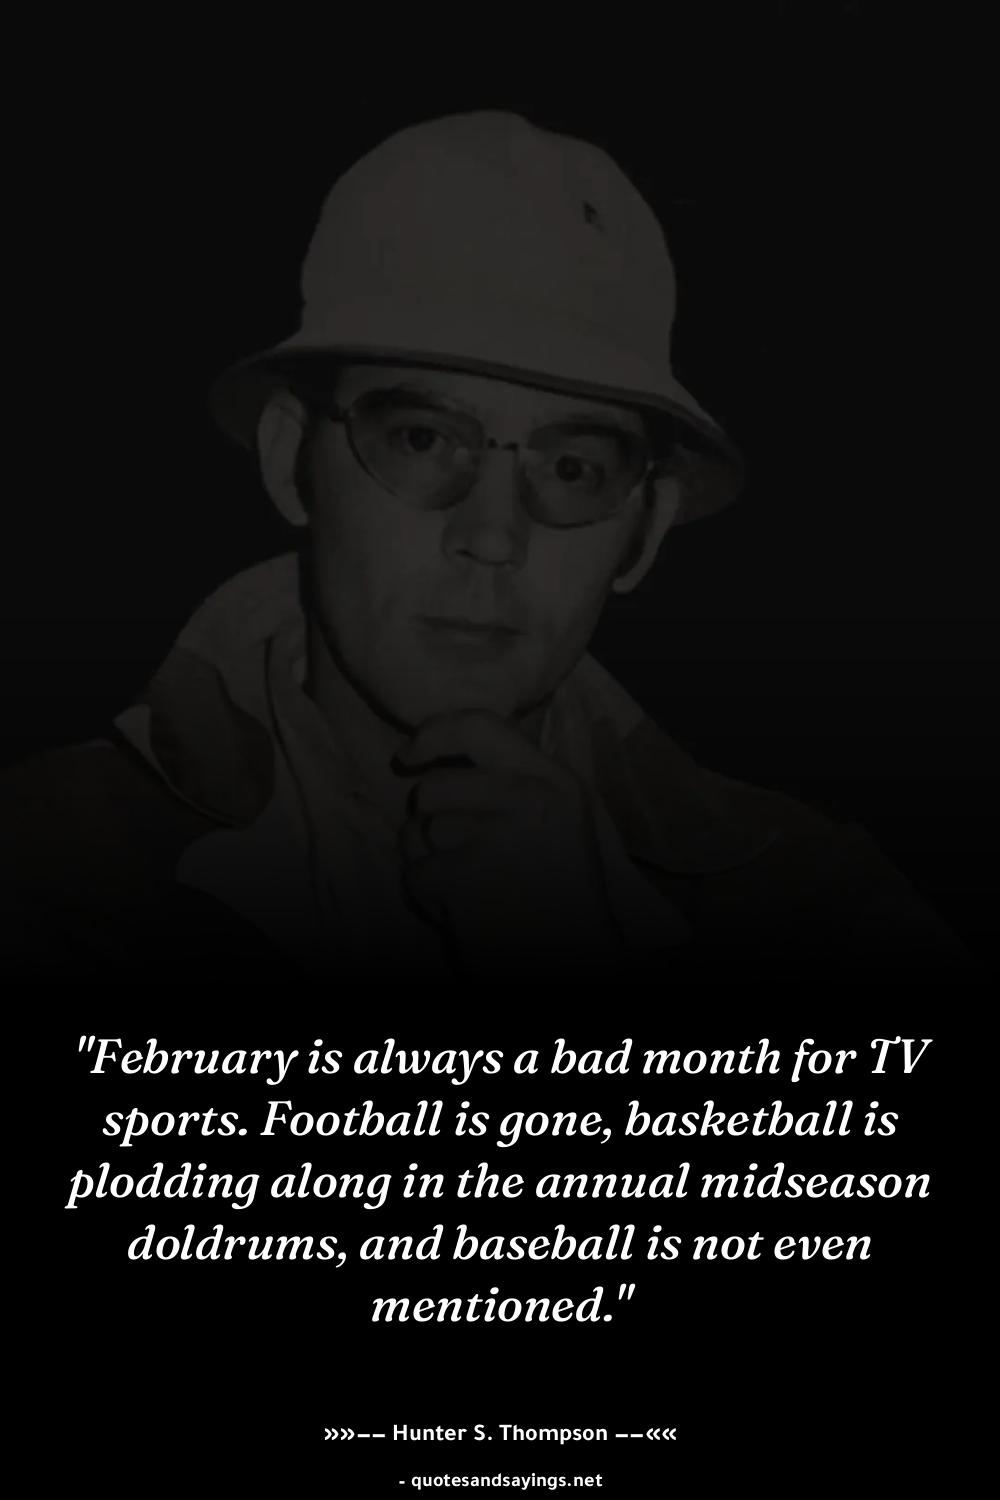 "February is always a bad month for TV
sports. Football is gone, basketball is
plodding along in the annual midseason
doldrums, and baseball is not even
mentioned."
»»−− Hunter S. Thompson −−««
- quotesandsayings.net